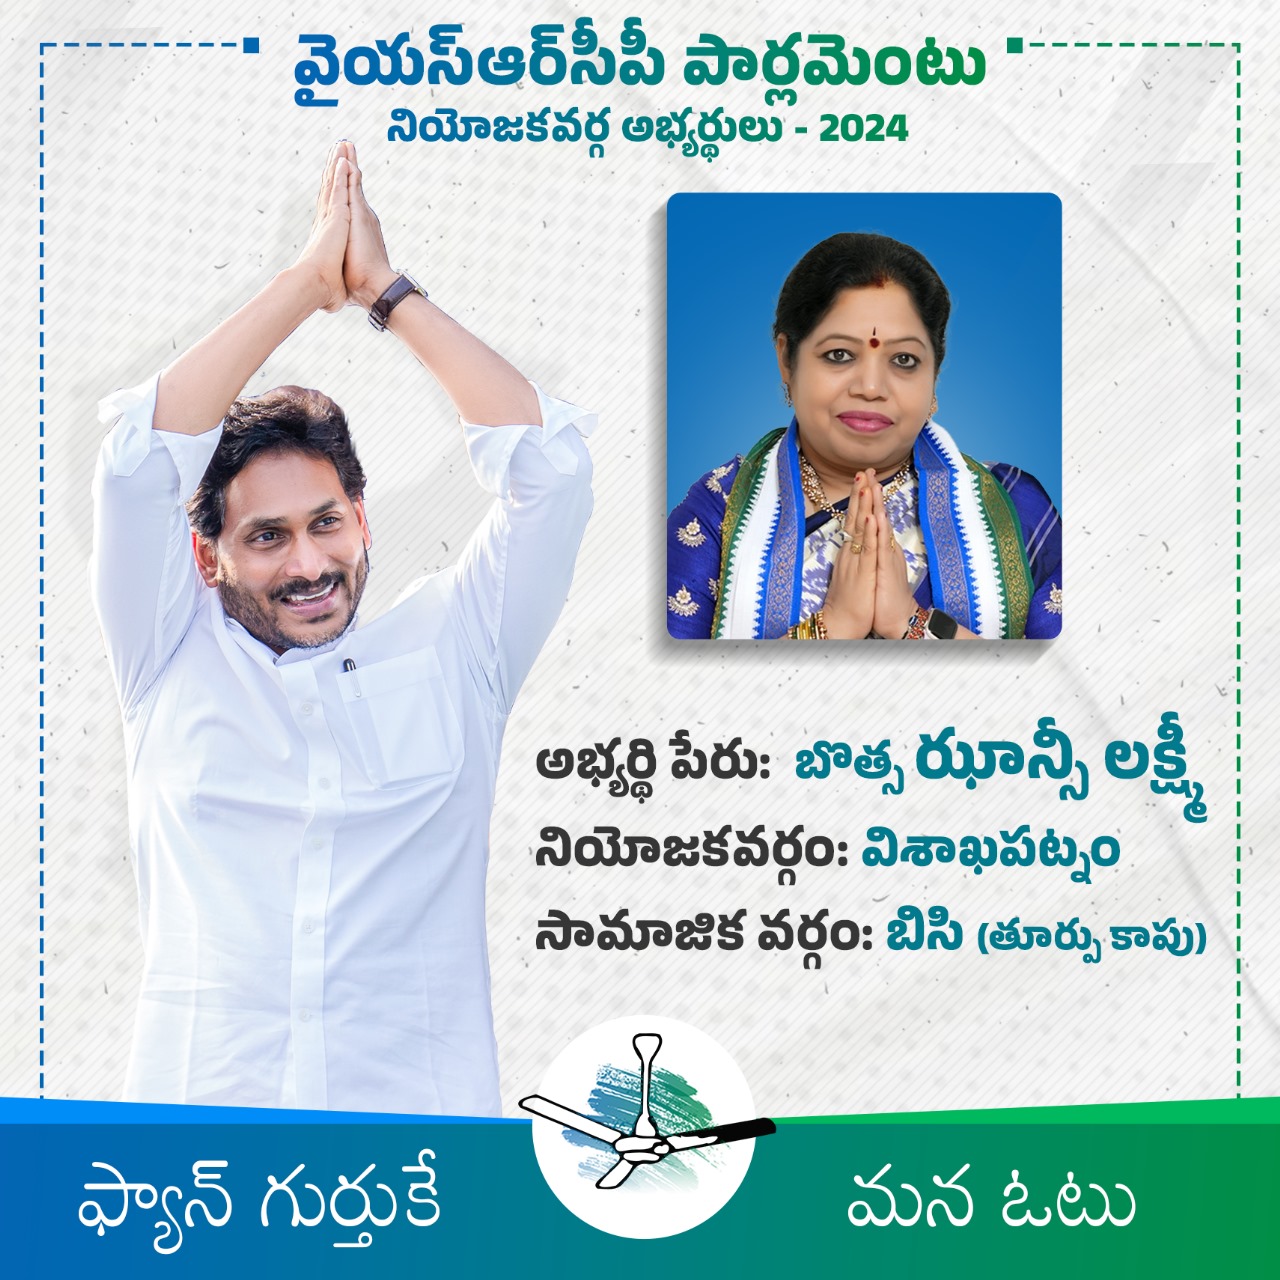 వైయస్ఆర్‌సీపీ పార్లమెంటు
నియోజకవర్గ అభ్యర్థులు - 2024
అభ్యర్థి పేరు: బొత్స ఝాన్సీ లక్ష్మీ
నియోజకవర్గం: విశాఖపట్నం
సామాజిక వర్గం: బిసి (తూర్పు కాపు)
ఫ్యాన్ గుర్తుకే మన ఓటు